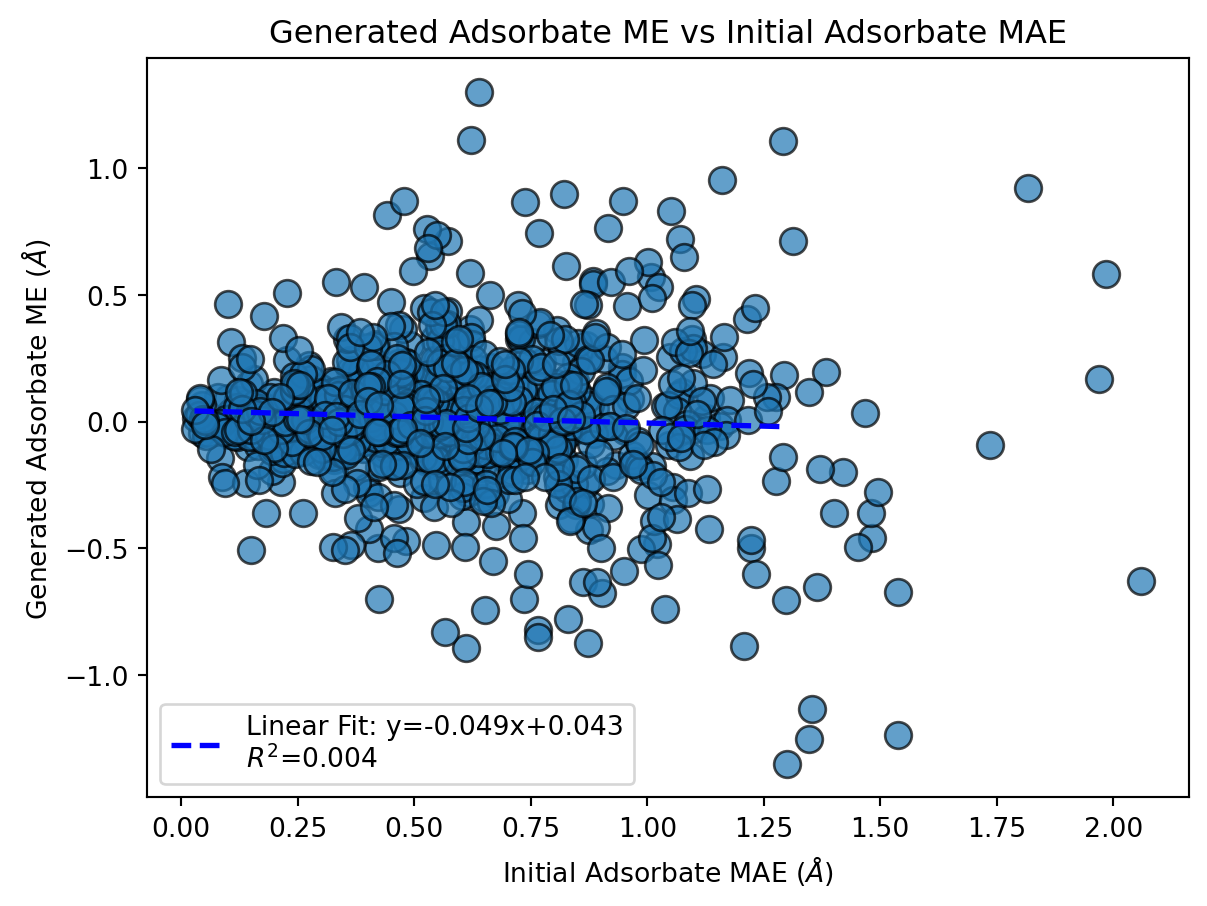 Generated Adsorbate ME vs Initial Adsorbate MAE
Generated Adsorbate ME (Å)
1.0
0.5
0.0
−0.5
−1.0
Linear Fit: y=-0.049x+0.043
R²=0.004
0.00 0.25 0.50 0.75 1.00 1.25 1.50 1.75 2.00
Initial Adsorbate MAE (Å)